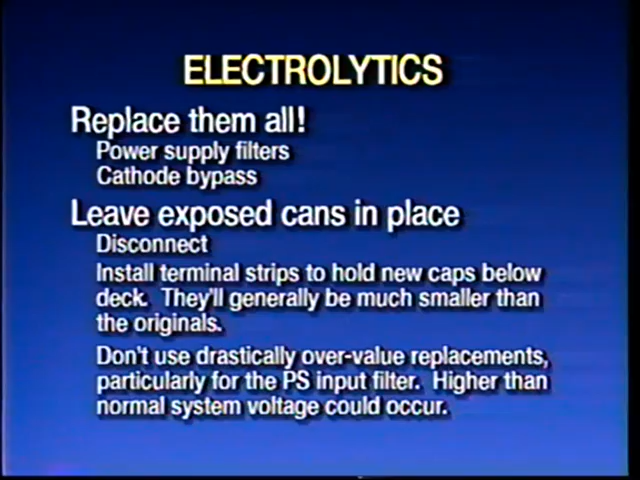 ELECTROLYTICS
Replace them all!
Power supply filters
Cathode bypass
Leave exposed cans in place
Disconnect
Install terminal strips to hold new caps below
deck. They'll generally be much smaller than
the originals.
Don't use drastically over-value replacements,
particularly for the PS input filter. Higher than
normal system voltage could occur.